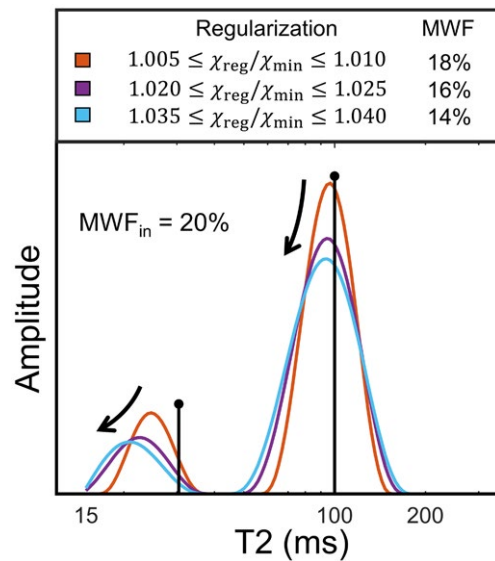 Regularization MWF
1.005 ≤ χreg/χmin ≤ 1.010 18%
1.020 ≤ χreg/χmin ≤ 1.025 16%
1.035 ≤ χreg/χmin ≤ 1.040 14%
MWFin = 20%
Amplitude
15 100 200
T2 (ms)